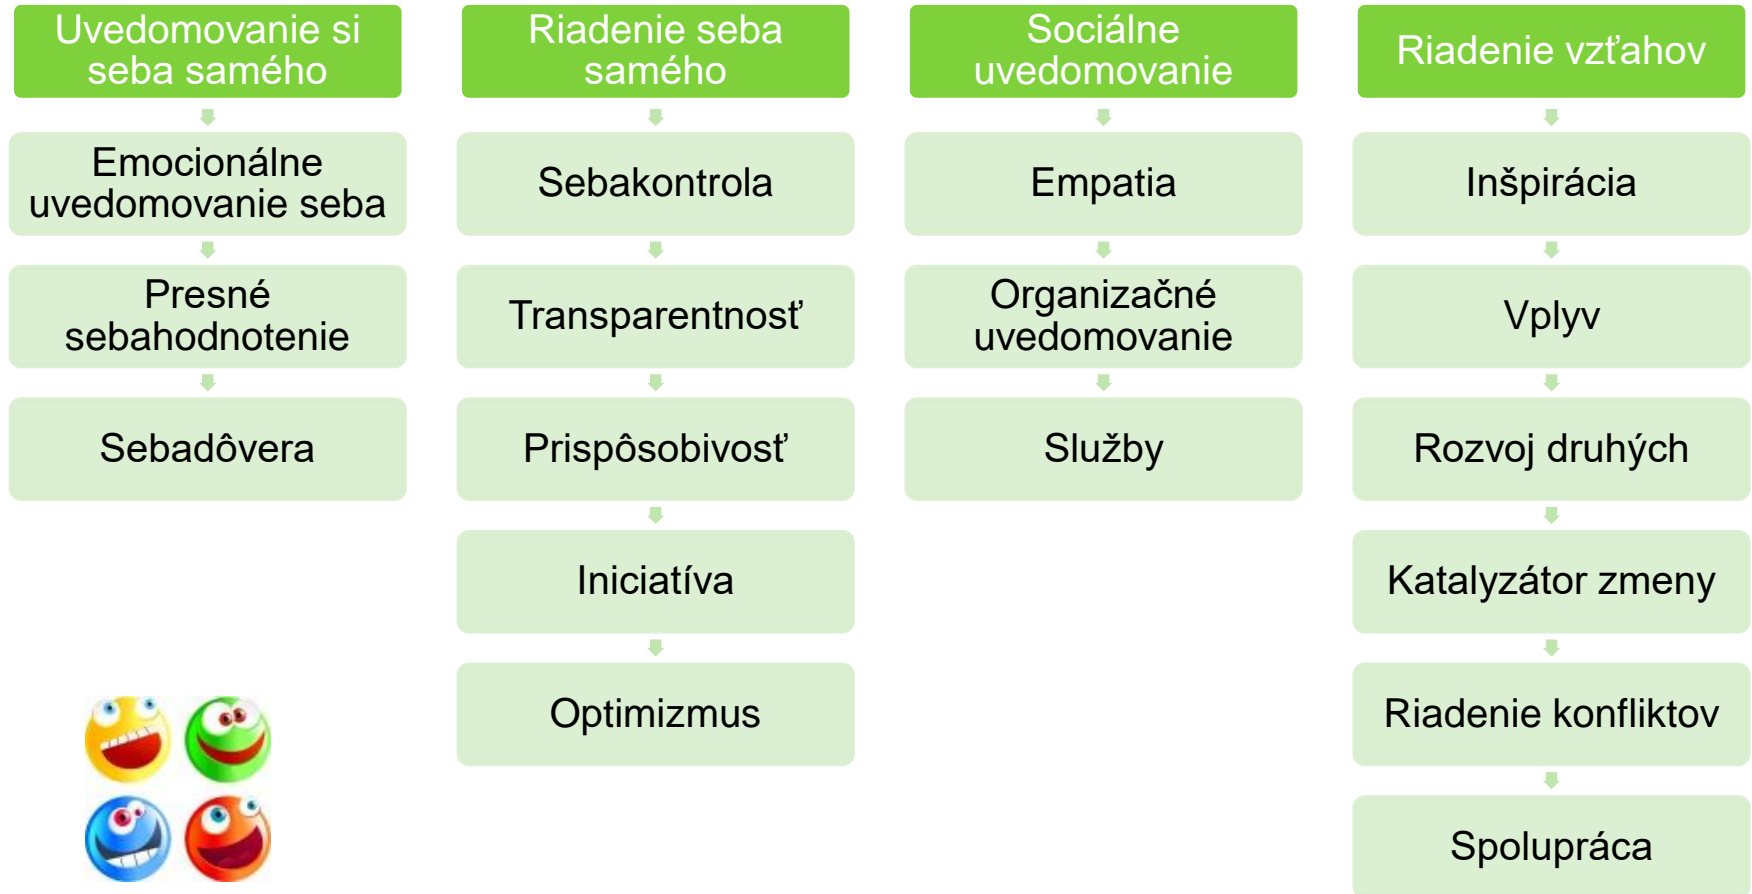 Uvedomovanie si
seba samého
Emocionálne
uvedomovanie seba
Presné
sebahodnotenie
Sebadôvera
Riadenie seba
samého
Sebakontrola
Transparentnosť
Prispôsobivosť
Iniciatíva
Optimizmus
Sociálne
uvedomovanie
Empatia
Organizačné
uvedomovanie
Služby
Riadenie vzťahov
Inšpirácia
Vplyv
Rozvoj druhých
Katalyzátor zmeny
Riadenie konfliktov
Spolupráca